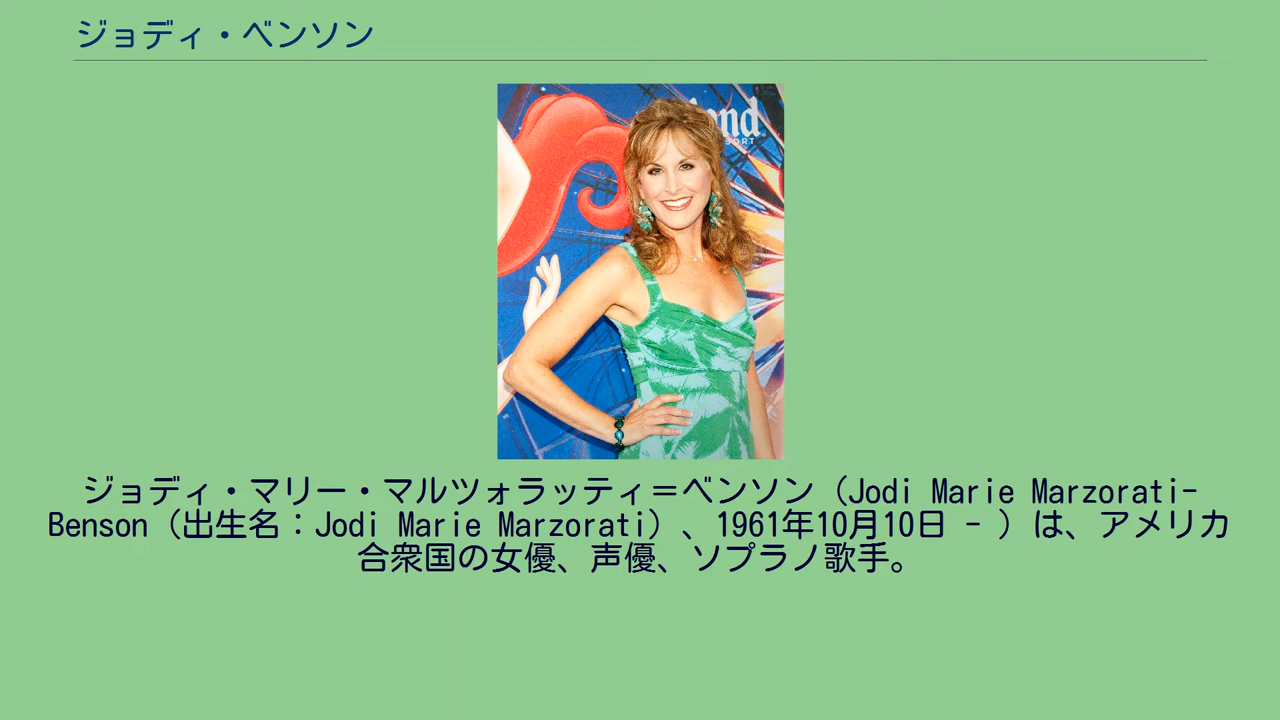 ジョディ・ベンソン
land
SORT
ジョディ・マリー・マルツォラッティ＝ベンソン（Jodi Marie Marzorati-
Benson（出生名：Jodi Marie Marzorati）、1961年10月10日 - ）は、アメリカ
合衆国の女優、声優、ソプラノ歌手。